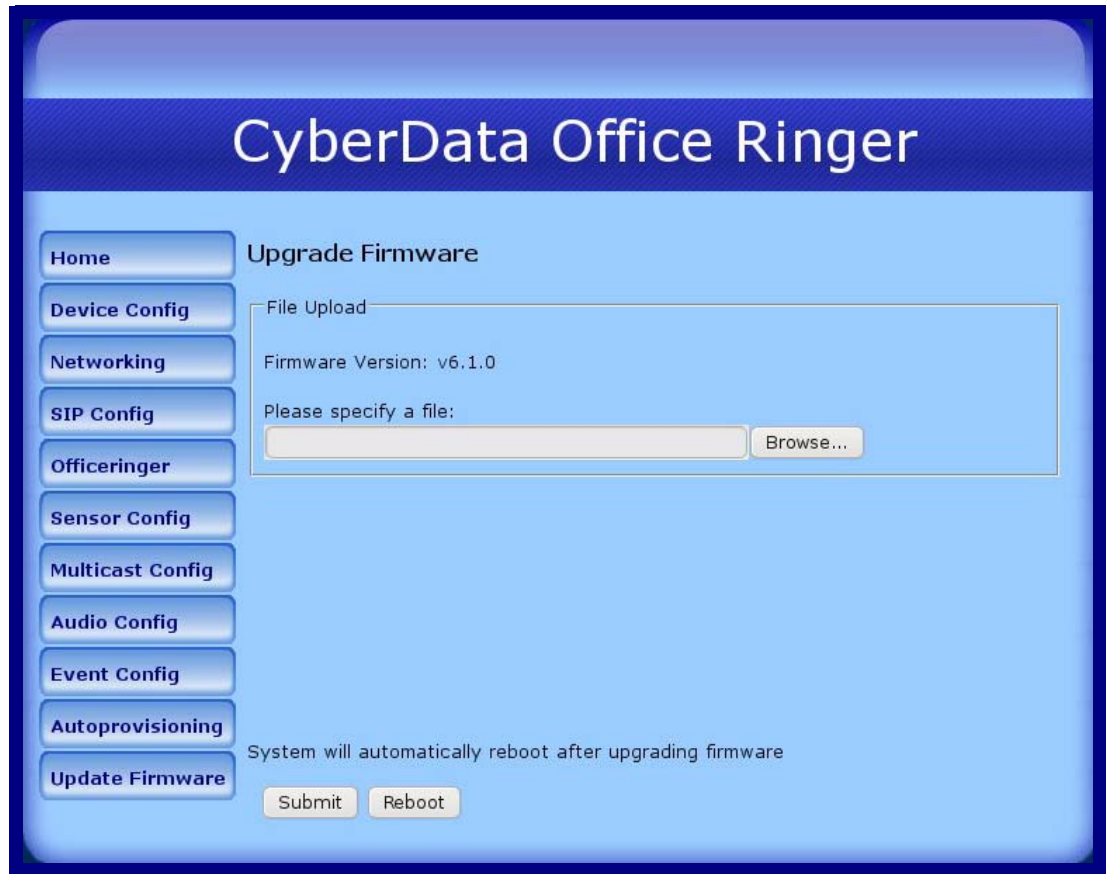 CyberData Office Ringer
Home
Device Config
Networking
SIP Config
Officeringer
Sensor Config
Multicast Config
Audio Config
Event Config
Autoprovisioning
Update Firmware
Upgrade Firmware
File Upload
Firmware Version: v6.1.0
Please specify a file:
Browse...
System will automatically reboot after upgrading firmware
Submit Reboot